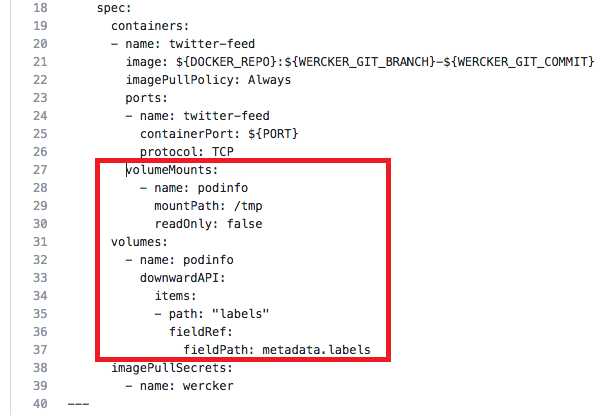 18 spec:
19 containers:
20 - name: twitter-feed
21 image: ${DOCKER_REPO}:${WERCKER_GIT_BRANCH}-${WERCKER_GIT_COMMIT}
22 imagePullPolicy: Always
23 ports:
24 - name: twitter-feed
25 containerPort: ${PORT}
26 protocol: TCP
27 volumeMounts:
28 - name: podinfo
29 mountPath: /tmp
30 readOnly: false
31 volumes:
32 - name: podinfo
33 downwardAPI:
34 items:
35 - path: "labels"
36 fieldRef:
37 fieldPath: metadata.labels
38 imagePullSecrets:
39 - name: wercker
40 ---